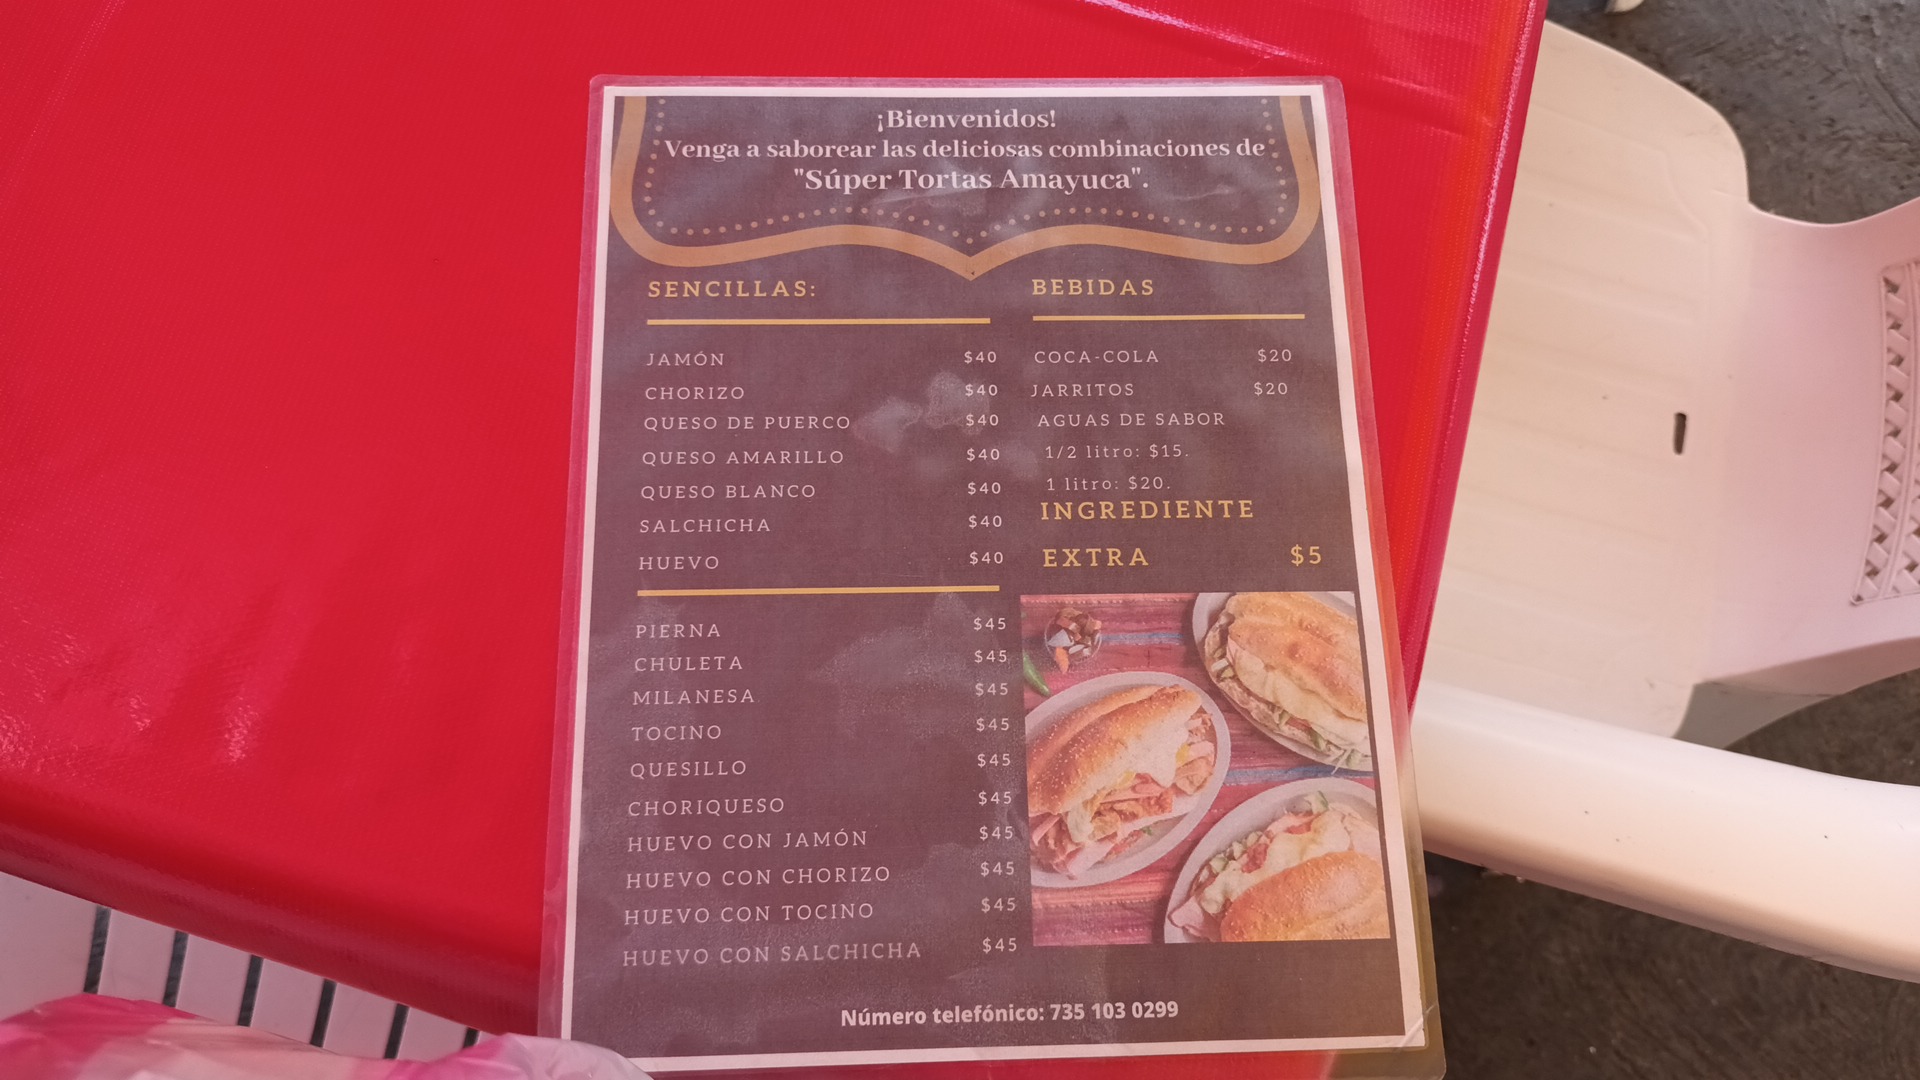 ¡Bienvenidos!
Venga a saborear las deliciosas combinaciones de
"Súper Tortas Amayuca".
SENCILLAS:
JAMÓN $40
CHORIZO $40
QUESO DE PUERCO $40
QUESO AMARILLO $40
QUESO BLANCO $40
SALCHICHA $40
HUEVO $40
PIERNA $45
CHULETA $45
MILANESA $45
TOCINO $45
QUESILLO $45
CHORIQUESO $45
HUEVO CON JAMÓN $45
HUEVO CON CHORIZO $45
HUEVO CON TOCINO $45
HUEVO CON SALCHICHA $45
BEBIDAS
COCA-COLA $20
JARRITOS $20
AGUAS DE SABOR
1/2 litro: $15.
1 litro: $20.
INGREDIENTE
EXTRA $5
Número telefónico: 735 103 0299